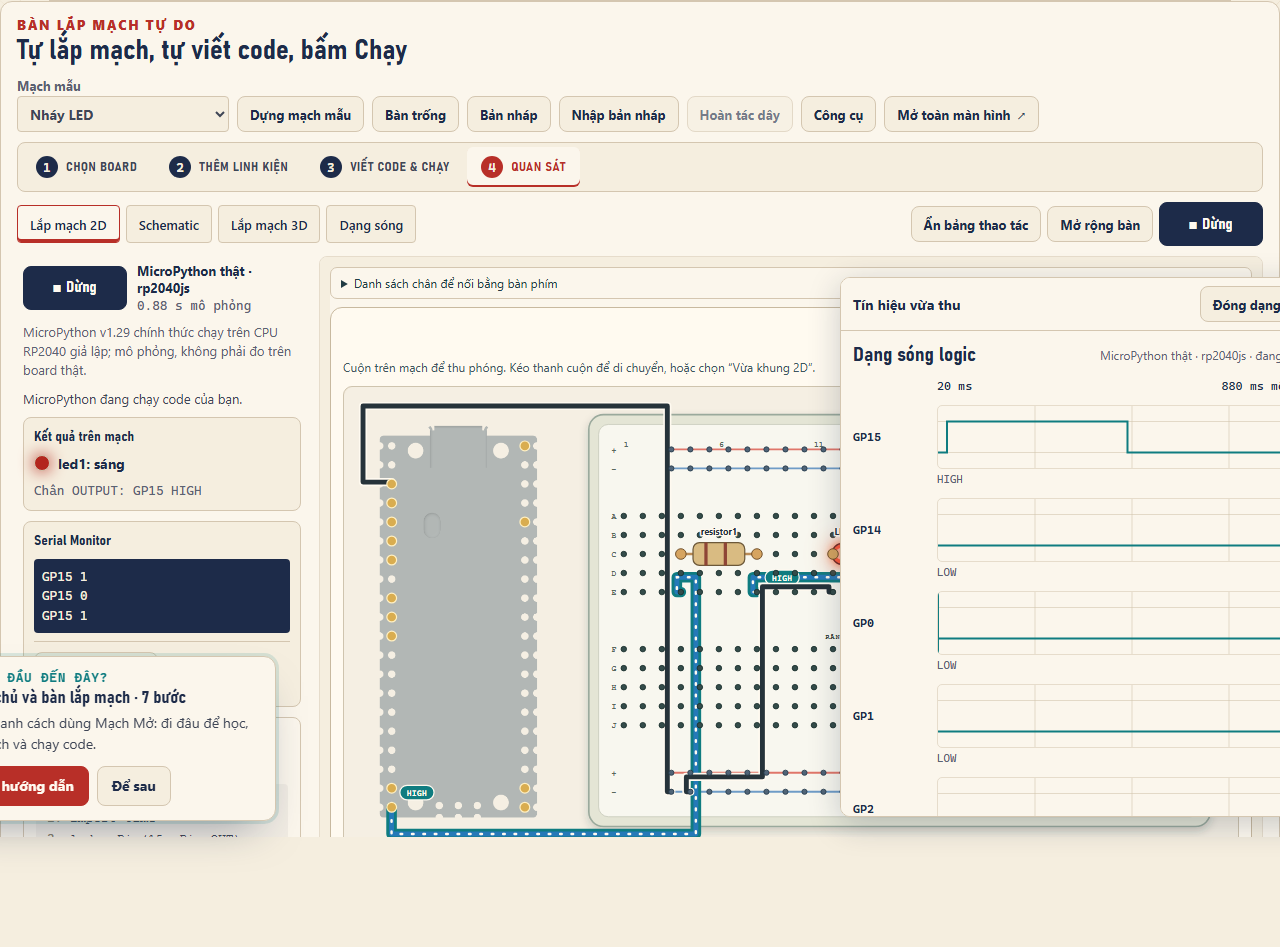 BÀN LẮP MẠCH TỰ DO
Tự lắp mạch, tự viết code, bấm Chạy
Mạch mẫu
Nháy LED
Dựng mạch mẫu
Bàn trống
Bản nháp
Nhập bản nháp
Hoàn tác dây
Công cụ
Mở toàn màn hình ↗
1 CHỌN BOARD
2 THÊM LINH KIỆN
3 VIẾT CODE & CHẠY
4 QUAN SÁT
Lắp mạch 2D
Schematic
Lắp mạch 3D
Dạng sóng
Ẩn bảng thao tác
Mở rộng bàn
■ Dừng
■ Dừng
MicroPython thật ·
rp2040js
0.88 s mô phỏng
MicroPython v1.29 chính thức chạy trên CPU
RP2040 giả lập; mô phỏng, không phải đo trên
board thật.
MicroPython đang chạy code của bạn.
Kết quả trên mạch
led1: sáng
Chân OUTPUT: GP15 HIGH
Serial Monitor
GP15 1
GP15 0
GP15 1
ĐẦU ĐẾN ĐÂY?
chủ và bàn lắp mạch · 7 bước
anh cách dùng Mạch Mở: đi đâu để học,
ch và chạy code.
hướng dẫn
Để sau
▶ Danh sách chân để nối bằng bàn phím
Cuộn trên mạch để thu phóng. Kéo thanh cuộn để di chuyển, hoặc chọn “Vừa khung 2D”.
1 6 11
+
−
A
B
resistor1
C
D
HIGH
E
F
G
H
I
J
+
−
HIGH
Tín hiệu vừa thu
Đóng dạng
Dạng sóng logic
MicroPython thật · rp2040js · đang
20 ms
880 ms
GP15
HIGH
GP14
LOW
GP0
LOW
GP1
LOW
GP2